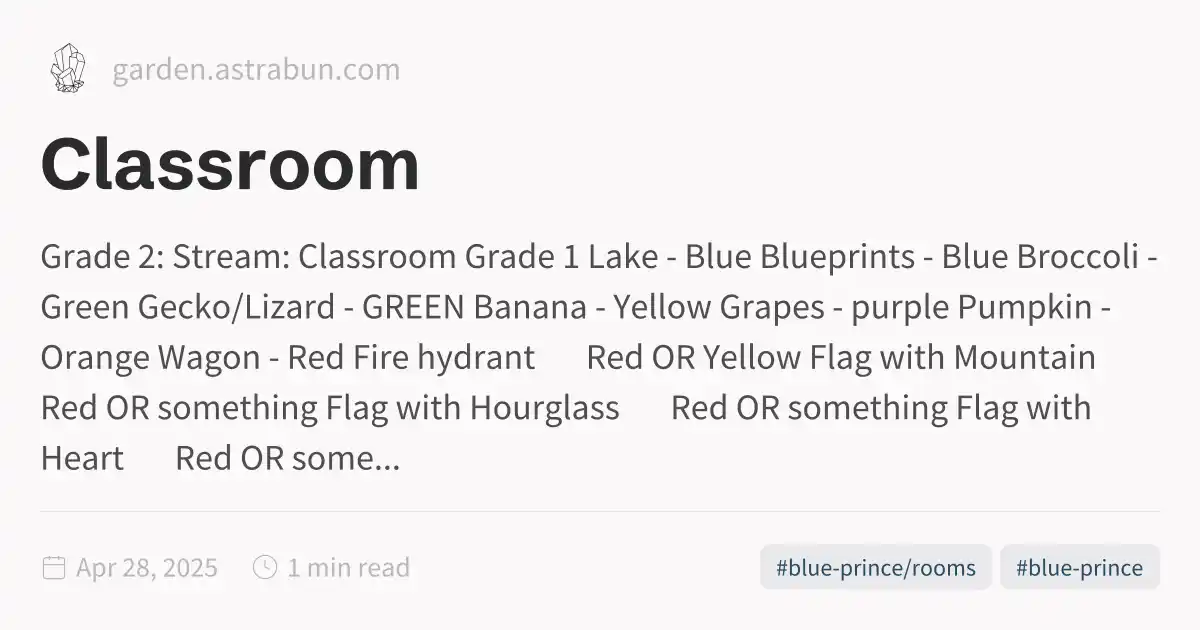 garden.astrabun.com
Classroom
Grade 2: Stream: Classroom Grade 1 Lake - Blue Blueprints - Blue Broccoli -
Green Gecko/Lizard - GREEN Banana - Yellow Grapes - purple Pumpkin -
Orange Wagon - Red Fire hydrant Red OR Yellow Flag with Mountain
Red OR something Flag with Hourglass Red OR something Flag with
Heart Red OR some...
Apr 28, 2025 1 min read #blue-prince/rooms #blue-prince